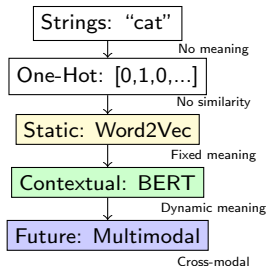 Strings: “cat”
No meaning
One-Hot: [0,1,0,...]
No similarity
Static: Word2Vec
Fixed meaning
Contextual: BERT
Dynamic meaning
Future: Multimodal
Cross-modal